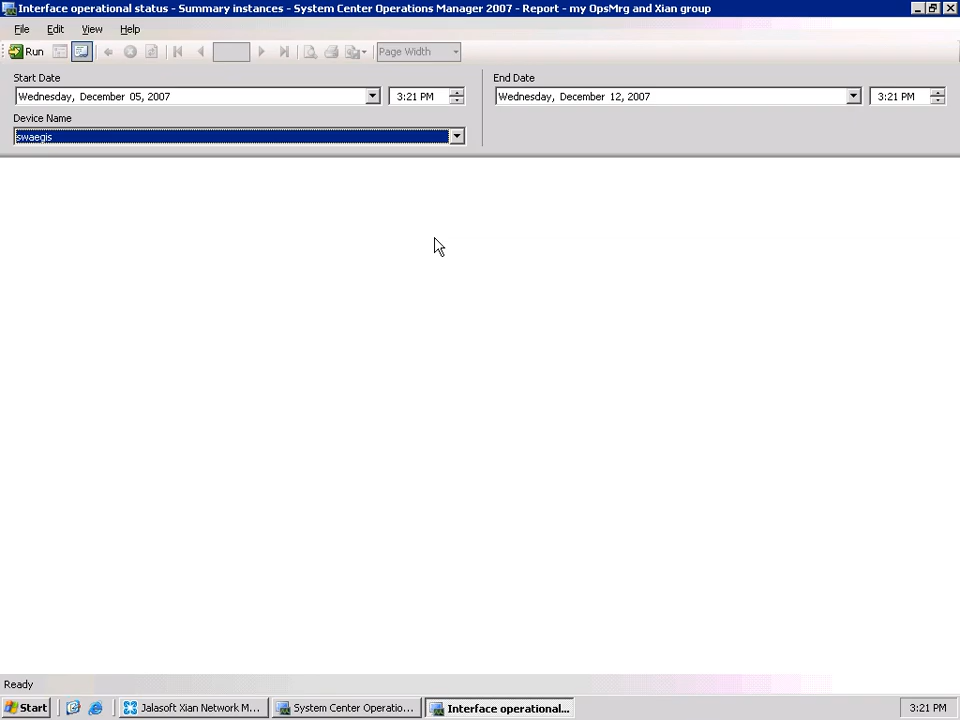 Interface operational status - Summary instances - System Center Operations Manager 2007 - Report - my OpsMrg and Xian group
File Edit View Help
Run Page Width
Start Date End Date
Wednesday, December 05, 2007 3:21 PM Wednesday, December 12, 2007 3:21 PM
Device Name
swaegis
Ready
Start Jalasoft Xian Network M... System Center Operatio... Interface operational... 3:21 PM